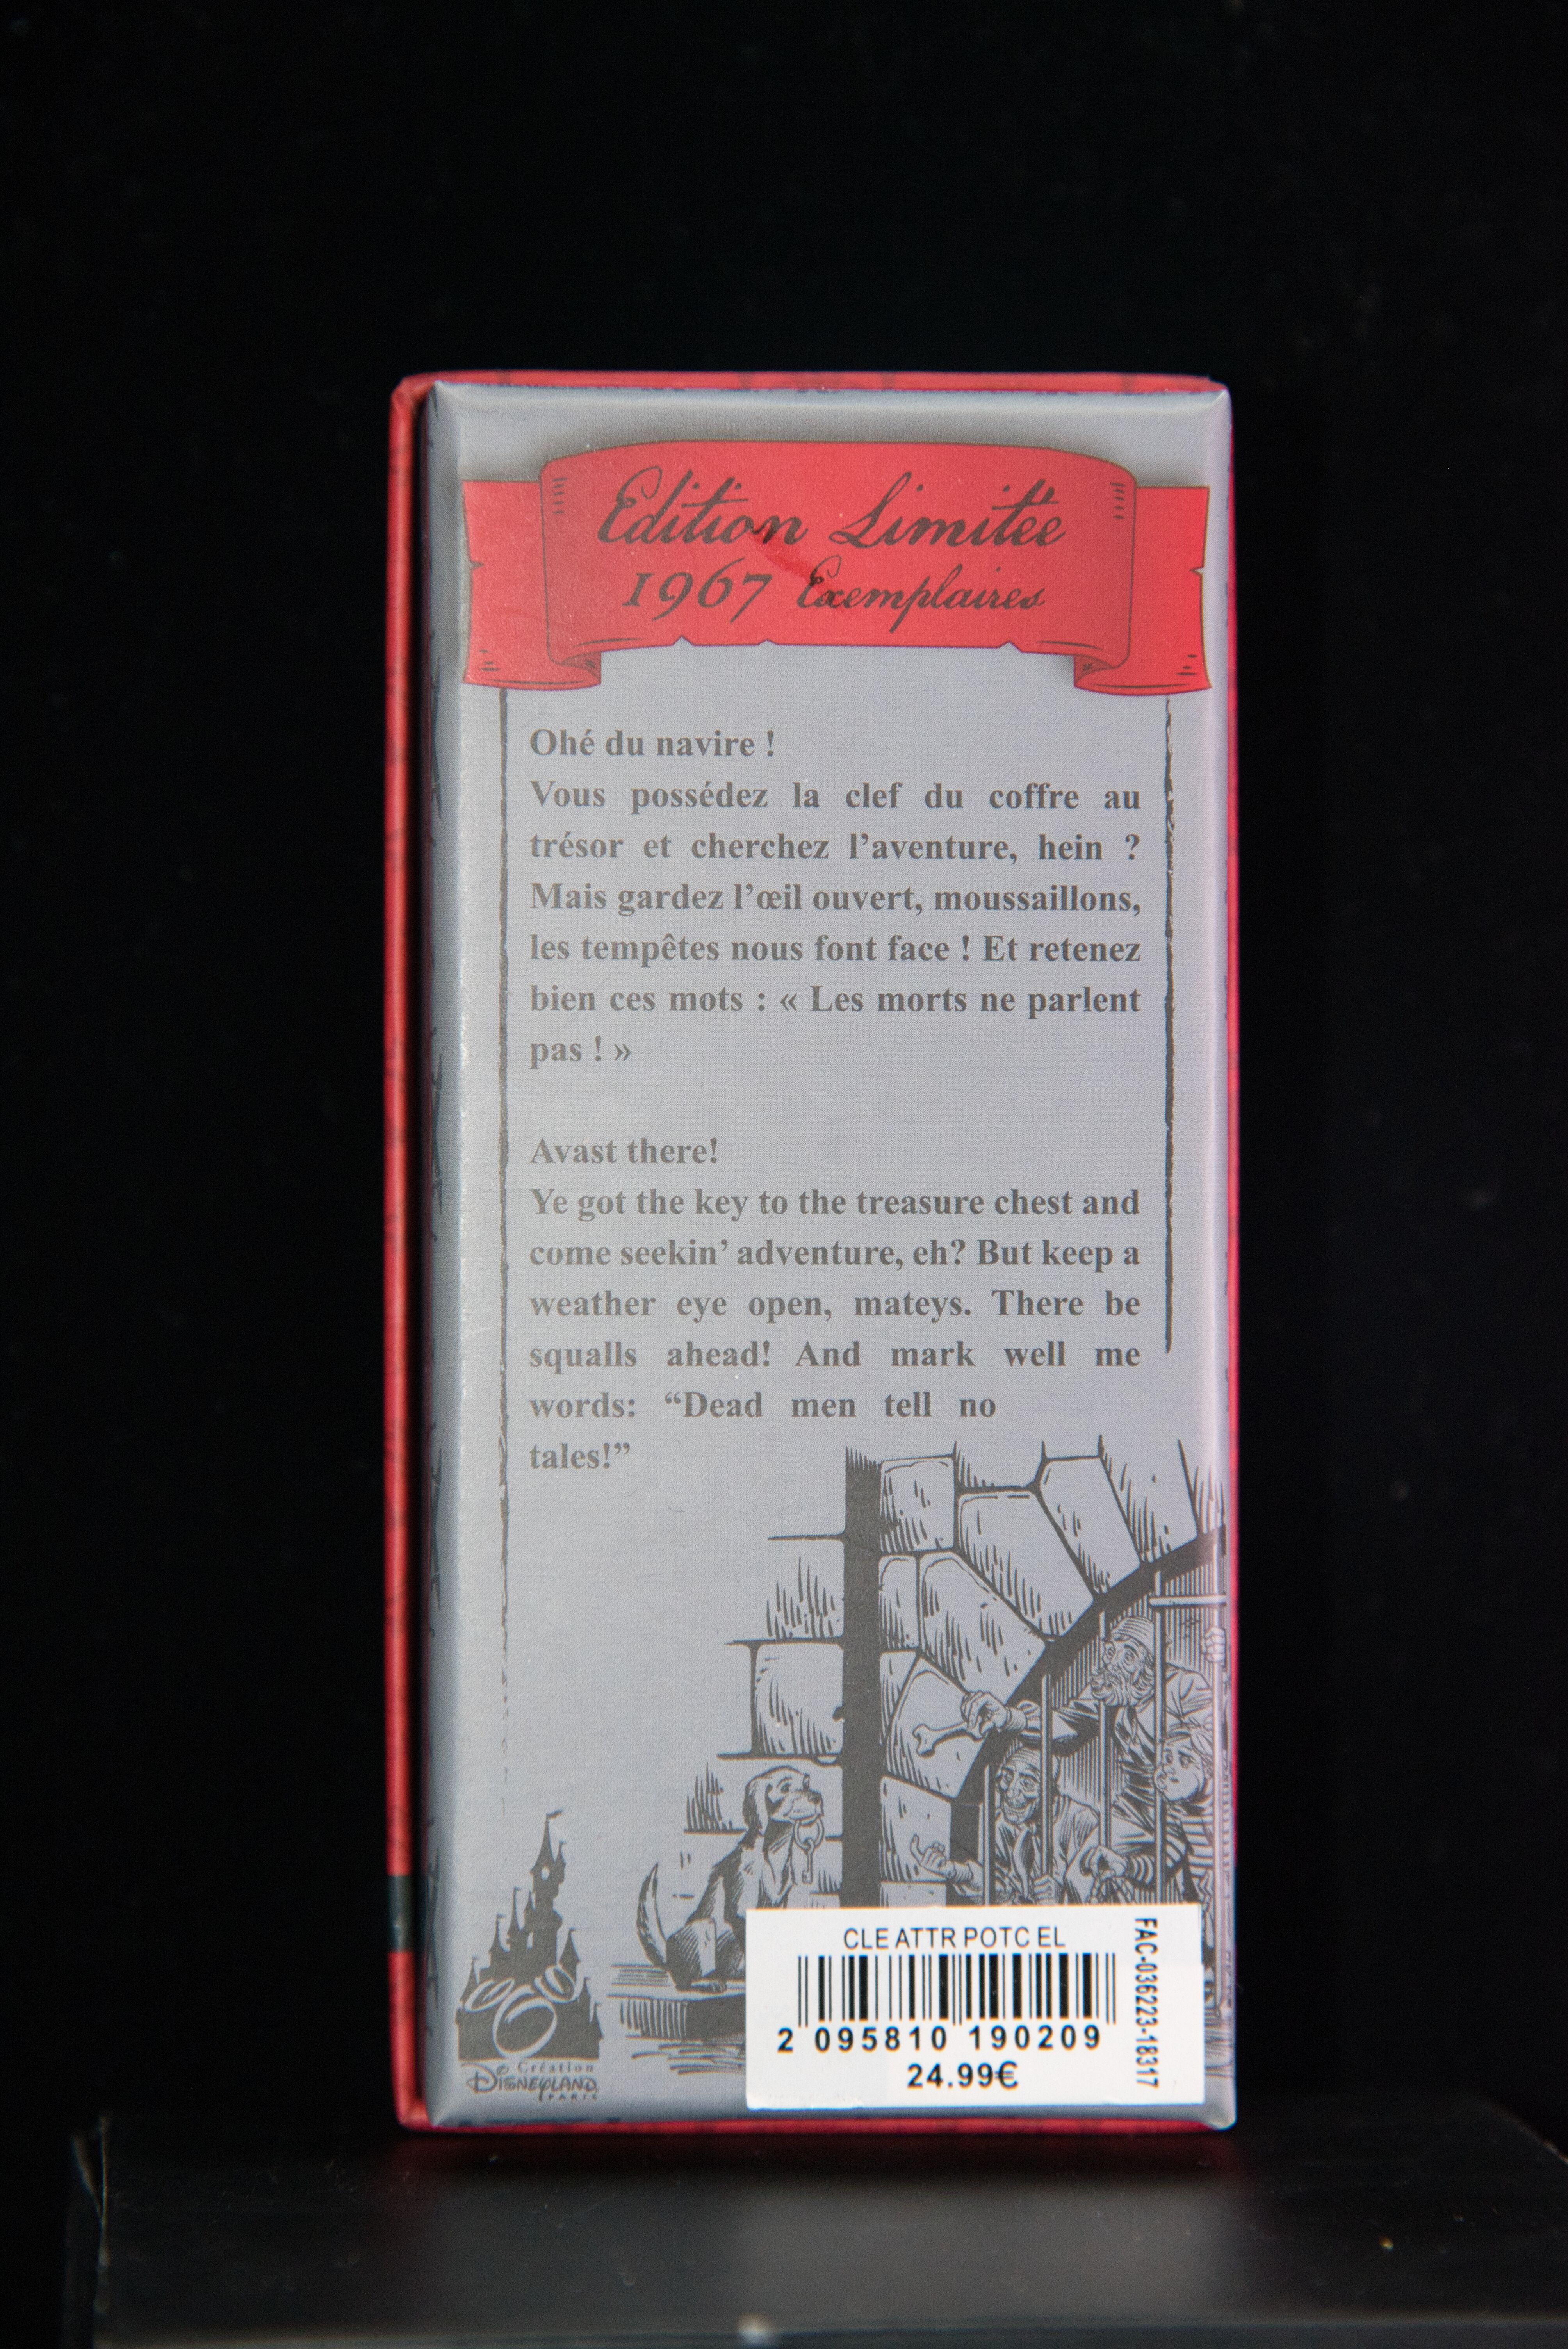 Edition Limitée
1967 Exemplaires
Ohé du navire !
Vous possédez la clef du coffre au
trésor et cherchez l'aventure, hein ?
Mais gardez l'œil ouvert, moussaillons,
les tempêtes nous font face ! Et retenez
bien ces mots : « Les morts ne parlent
pas ! »
Avast there!
Ye got the key to the treasure chest and
come seekin' adventure, eh? But keep a
weather eye open, mateys. There be
squalls ahead! And mark well me
words: “Dead men tell no
tales!”
Création
DISNEYLAND
PARIS
CLE ATTR POTC EL
2 095810 190209
24.99€
FAC-036223-18317